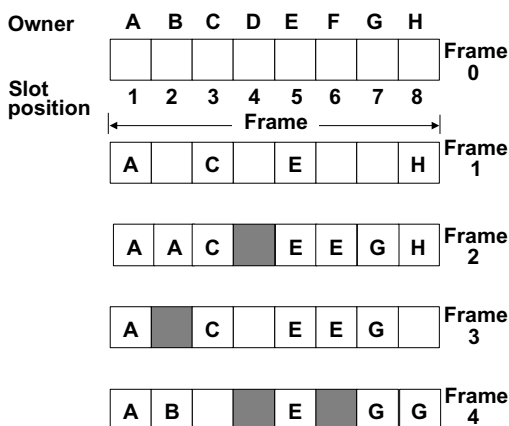 Owner A B C D E F G H
Frame 0
Slot position 1 2 3 4 5 6 7 8
Frame
A C E H Frame 1
A A C E E G H Frame 2
A C E E G Frame 3
A B E G G Frame 4